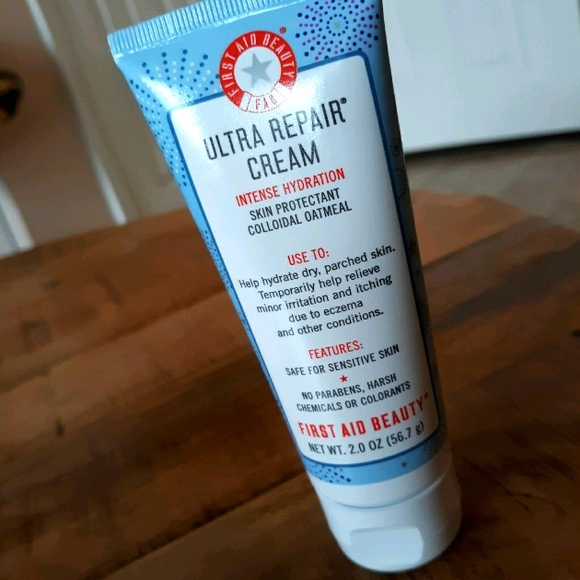 FIRST AID BEAUTY
FAB
ULTRA REPAIR®
CREAM
INTENSE HYDRATION
SKIN PROTECTANT
COLLOIDAL OATMEAL
USE TO:
Help hydrate dry, parched skin.
Temporarily help relieve
minor irritation and itching
due to eczema
and other conditions.
FEATURES:
SAFE FOR SENSITIVE SKIN
NO PARABENS, HARSH
CHEMICALS OR COLORANTS
FIRST AID BEAUTY®
NET WT. 2.0 OZ (56.7 g)